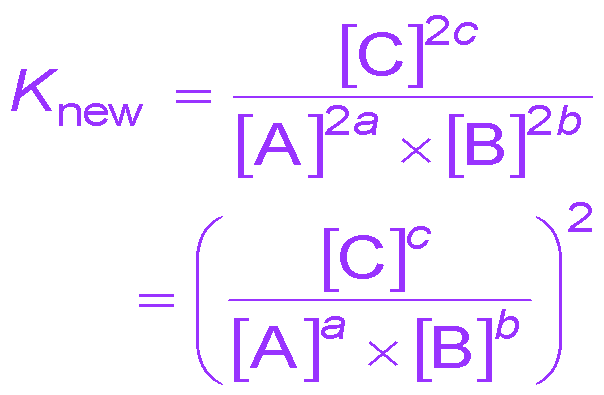 K_new = [C]^2c / [A]^2a × [B]^2b
= ([C]^c / [A]^a × [B]^b)^2